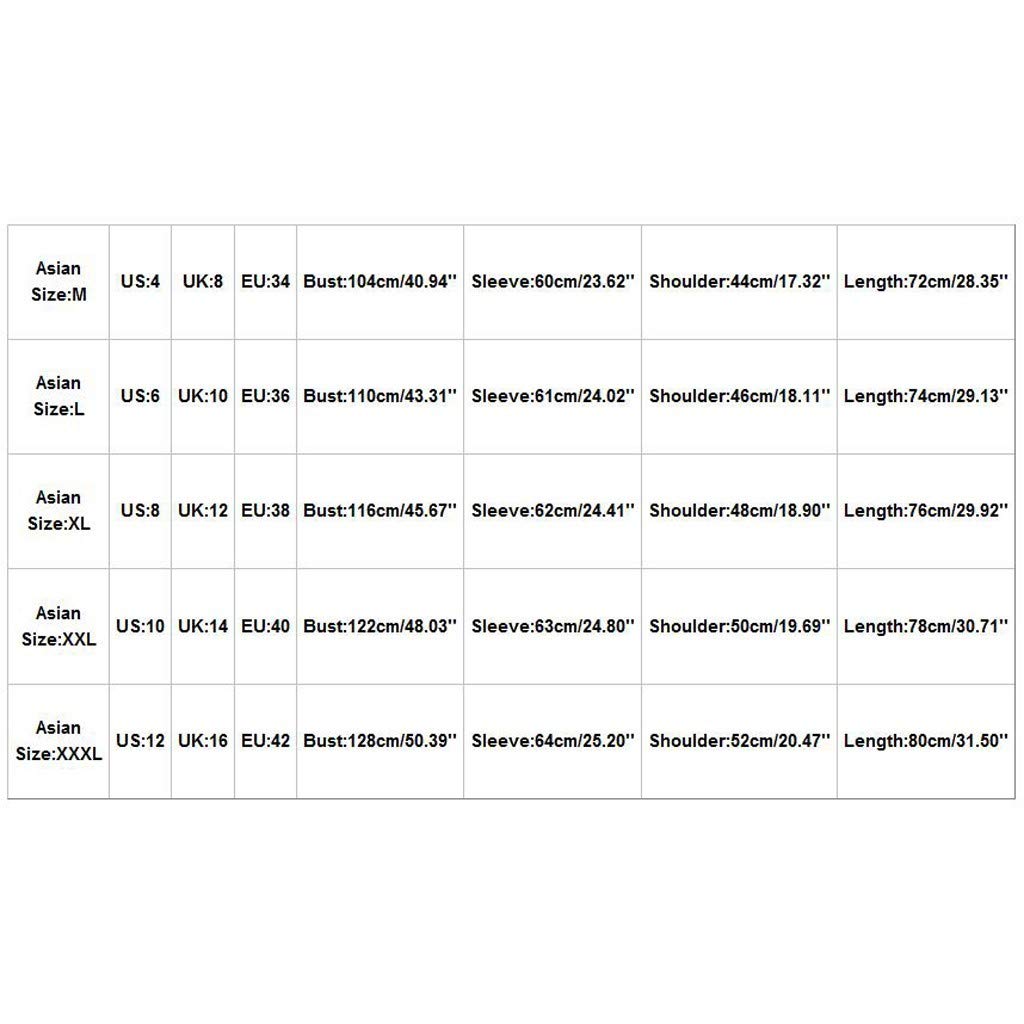 Asian
Size:M US:4 UK:8 EU:34 Bust:104cm/40.94'' Sleeve:60cm/23.62'' Shoulder:44cm/17.32'' Length:72cm/28.35''
Asian
Size:L US:6 UK:10 EU:36 Bust:110cm/43.31'' Sleeve:61cm/24.02'' Shoulder:46cm/18.11'' Length:74cm/29.13''
Asian
Size:XL US:8 UK:12 EU:38 Bust:116cm/45.67'' Sleeve:62cm/24.41'' Shoulder:48cm/18.90'' Length:76cm/29.92''
Asian
Size:XXL US:10 UK:14 EU:40 Bust:122cm/48.03'' Sleeve:63cm/24.80'' Shoulder:50cm/19.69'' Length:78cm/30.71''
Asian
Size:XXXL US:12 UK:16 EU:42 Bust:128cm/50.39'' Sleeve:64cm/25.20'' Shoulder:52cm/20.47'' Length:80cm/31.50''